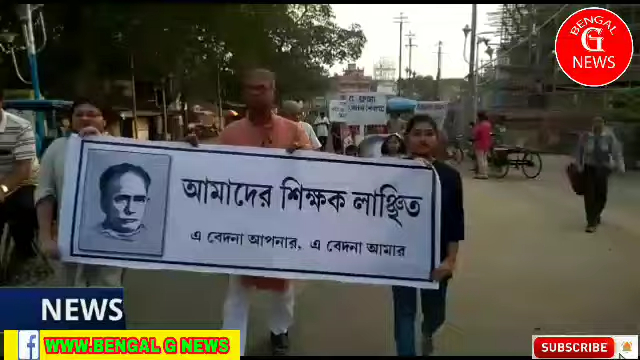 BENGAL
G
NEWS
আমাদের শিক্ষক লাঞ্ছিত
এ বেদনা আপনার, এ বেদনা আমার
NEWS
f WWW.BENGAL G NEWS
SUBSCRIBE